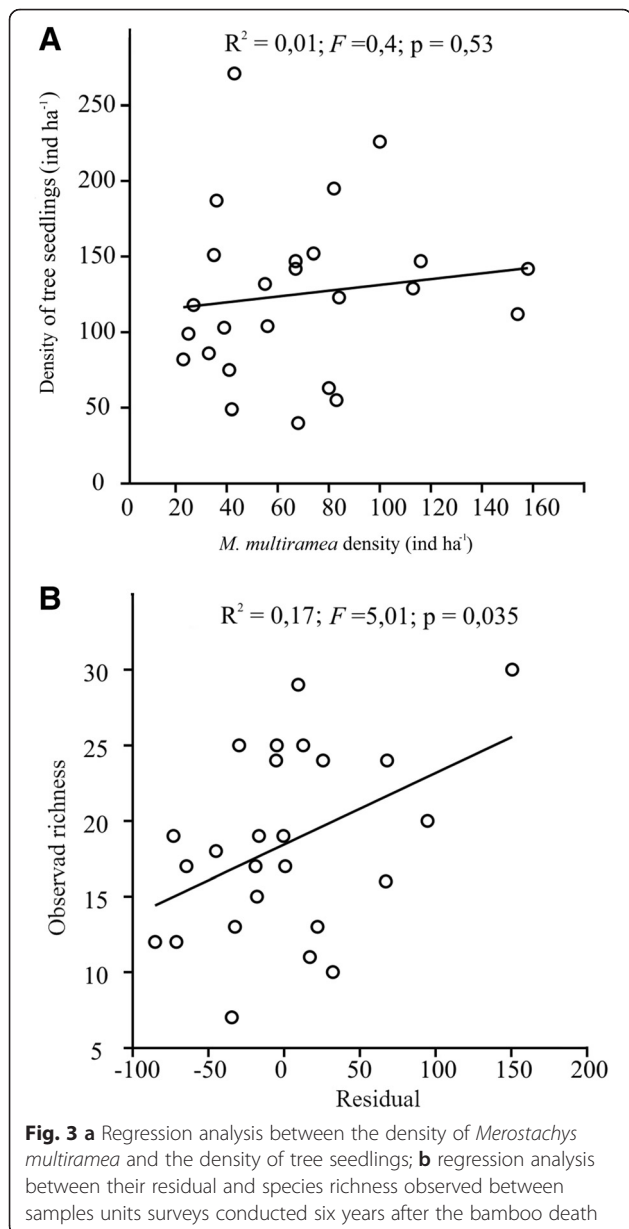 A
R² = 0,01; F =0,4; p = 0,53
Density of tree seedlings (ind ha⁻¹)
250
200
150
100
50
0
0 20 40 60 80 100 120 140 160
M. multiramea density (ind ha⁻¹)
B
R² = 0,17; F =5,01; p = 0,035
Observad richness
30
25
20
15
10
5
-100 -50 0 50 100 150 200
Residual
Fig. 3 a Regression analysis between the density of Merostachys
multiramea and the density of tree seedlings; b regression analysis
between their residual and species richness observed between
samples units surveys conducted six years after the bamboo death